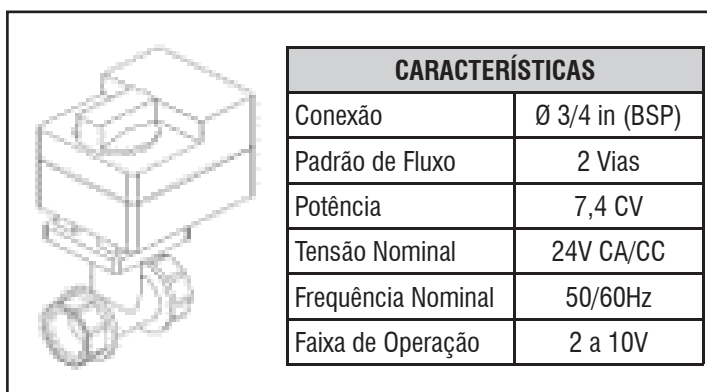 CARACTERÍSTICAS
Conexão Ø 3/4 in (BSP)
Padrão de Fluxo 2 Vias
Potência 7,4 CV
Tensão Nominal 24V CA/CC
Frequência Nominal 50/60Hz
Faixa de Operação 2 a 10V